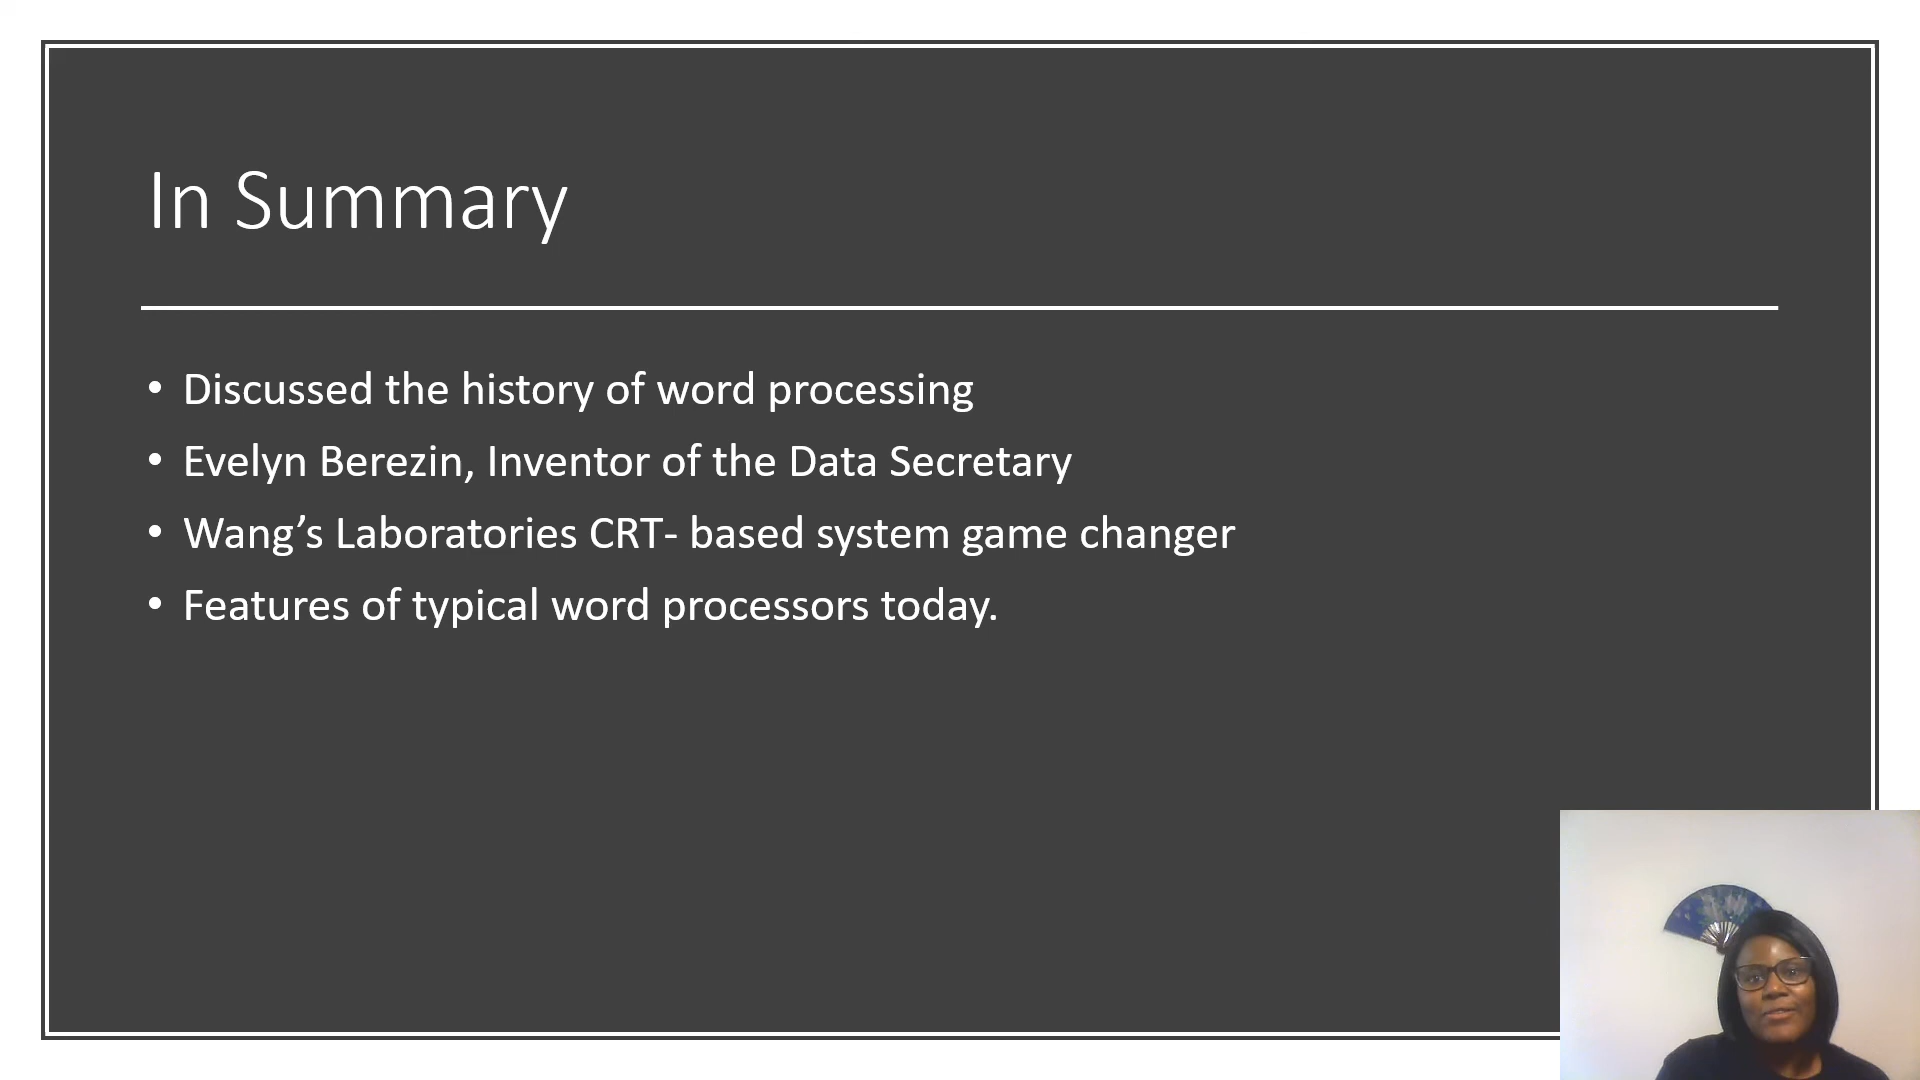 In Summary
• Discussed the history of word processing
• Evelyn Berezin, Inventor of the Data Secretary
• Wang’s Laboratories CRT- based system game changer
• Features of typical word processors today.